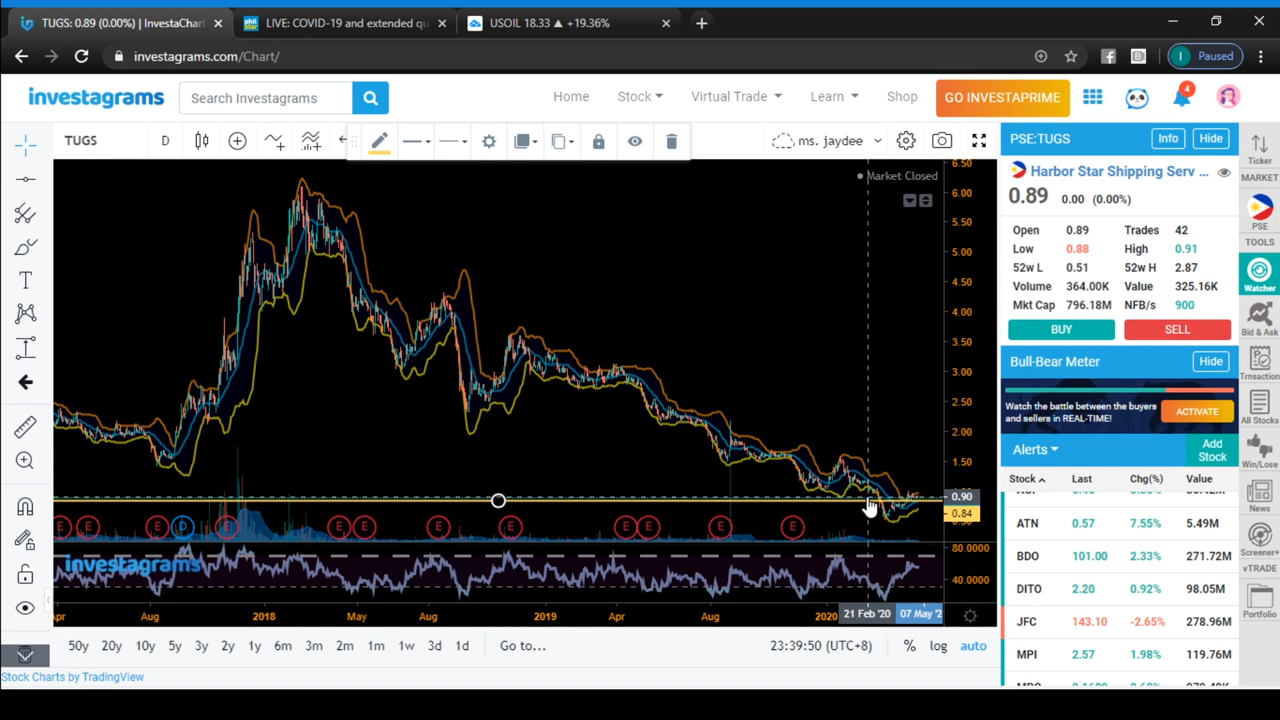 TUGS: 0.89 (0.00%) | InvestaChart
LIVE: COVID-19 and extended qu
USOIL 18.33 ▲ +19.36%
investagrams.com/Chart/
I Paused
investagrams
Search Investagrams
Home
Stock
Virtual Trade
Learn
Shop
GO INVESTAPRIME
4
TUGS
D
ms. jaydee
Market Closed
6.50
6.00
5.50
5.00
4.50
4.00
3.50
3.00
2.50
2.00
1.50
0.90
0.84
E E E D E E E E E E E E E
investagrams
80.0000
40.0000
Apr Aug 2018 May Aug 2019 Apr Aug 2020 21 Feb '20 07 May '2
50y 20y 10y 5y 3y 2y 1y 6m 3m 2m 1m 1w 3d 1d Go to...
23:39:50 (UTC+8) % log auto
Stock Charts by TradingView
PSE:TUGS Info Hide
Harbor Star Shipping Serv ...
0.89 0.00 (0.00%)
Open 0.89 Trades 42
Low 0.88 High 0.91
52w L 0.51 52w H 2.87
Volume 364.00K Value 325.16K
Mkt Cap 796.18M NFB/s 900
BUY SELL
Bull-Bear Meter Hide
Watch the battle between the buyers
and sellers in REAL-TIME!
ACTIVATE
Alerts
Add
Stock
Stock Last Chg(%) Value
ATN 0.57 7.55% 5.49M
BDO 101.00 2.33% 271.72M
DITO 2.20 0.92% 98.05M
JFC 143.10 -2.65% 278.96M
MPI 2.57 1.98% 119.76M
Ticker
MARKET
PSE
TOOLS
Watcher
Bid & Ask
Trnsaction
All Stocks
Win/Lose
News
Screener+
vTRADE
Portfolio